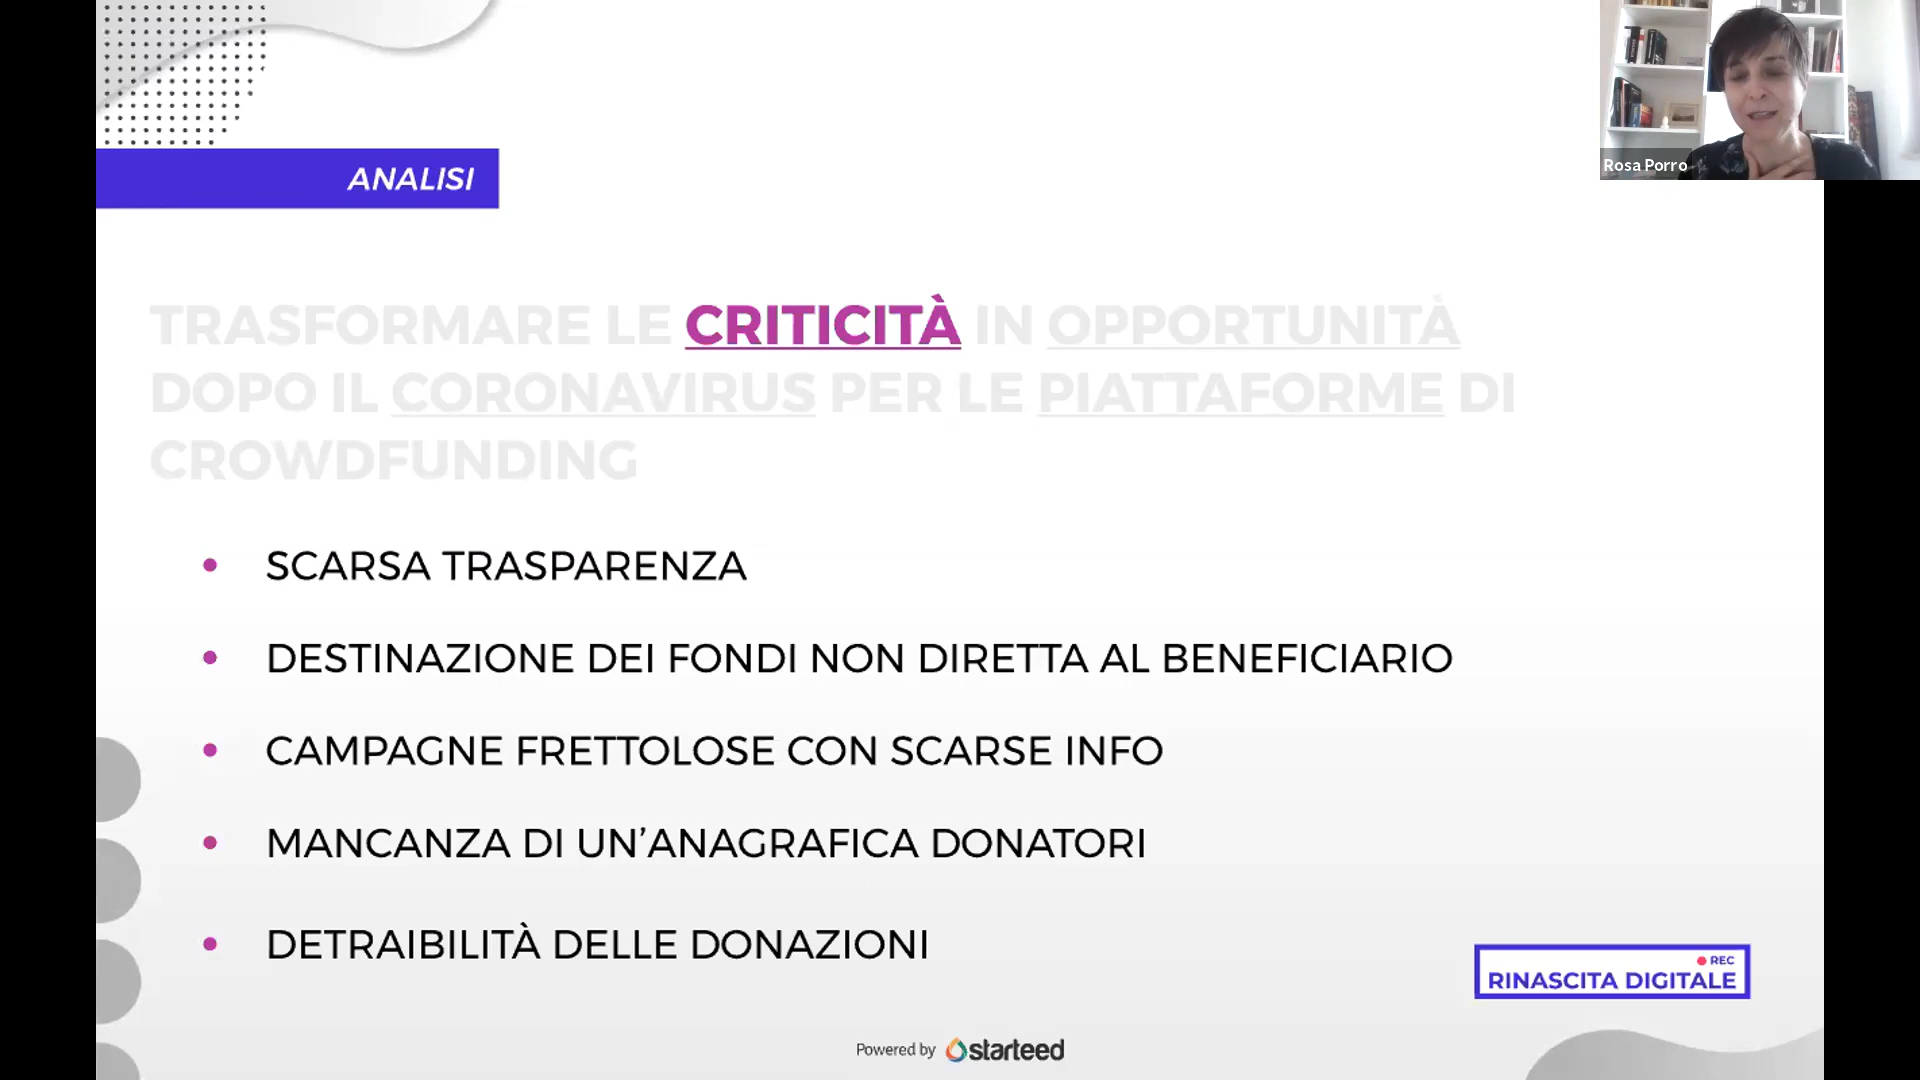 ANALISI
Rosa Porro
TRASFORMARE LE CRITICITÀ IN OPPORTUNITÀ
DOPO IL CORONAVIRUS PER LE PIATTAFORME DI
CROWDFUNDING
• SCARSA TRASPARENZA
• DESTINAZIONE DEI FONDI NON DIRETTA AL BENEFICIARIO
• CAMPAGNE FRETTOLOSE CON SCARSE INFO
• MANCANZA DI UN’ANAGRAFICA DONATORI
• DETRAIBILITÀ DELLE DONAZIONI
REC
RINASCITA DIGITALE
Powered by starteed